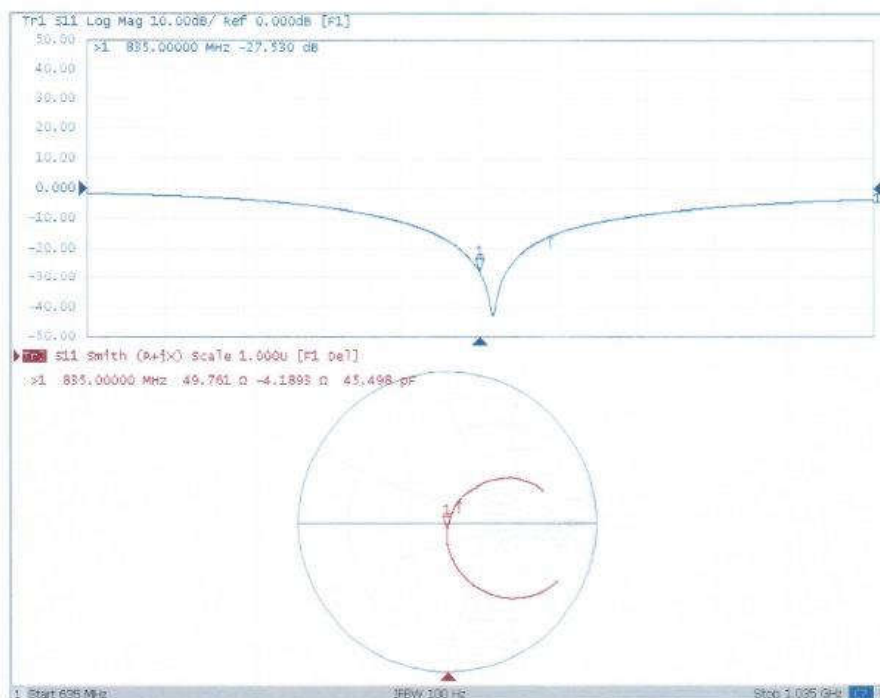 Tr1 S11 Log Mag 10.00dB/ Ref 0.000dB [F1]
50.00
>1 835.00000 MHz -27.530 dB
40.00
30.00
20.00
10.00
0.000
-10.00
-20.00
-30.00
-40.00
-50.00
1
1
S11 Smith (R+jX) Scale 1.000U [F1 Del]
>1 835.00000 MHz 49.761 Ω -4.1893 Ω 45.498 pF
1
1 Start 635 MHz IFBW 100 Hz Stop 1.035 GHz